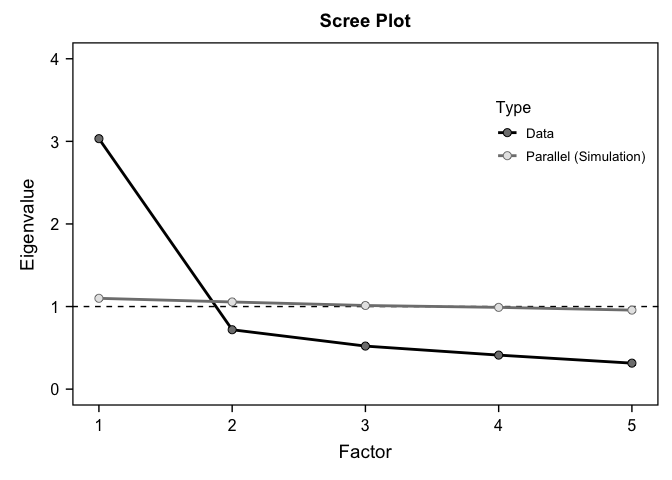 Scree Plot
4
3
2
1
0
Eigenvalue
Type
Data
Parallel (Simulation)
1 2 3 4 5
Factor